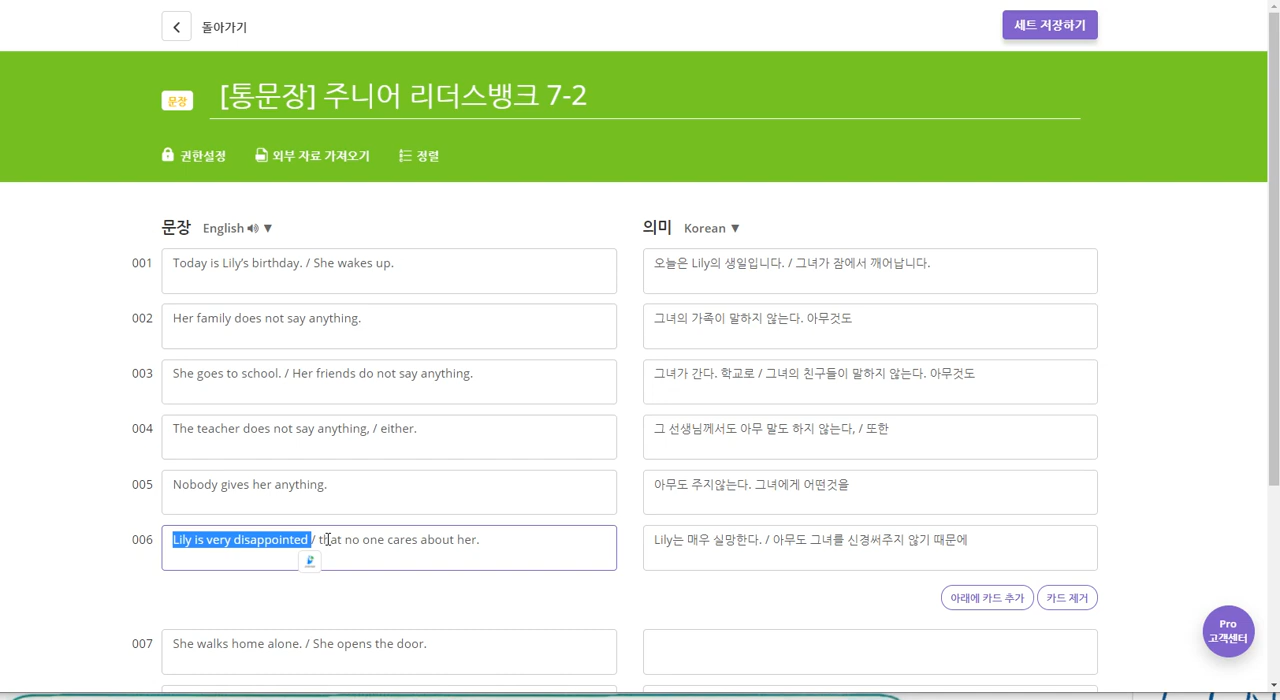 돌아가기
세트 저장하기
문장
[통문장] 주니어 리더스뱅크 7-2
권한설정
외부 자료 가져오기
정렬
문장 English ▼
의미 Korean ▼
001
Today is Lily’s birthday. / She wakes up.
오늘은 Lily의 생일입니다. / 그녀가 잠에서 깨어납니다.
002
Her family does not say anything.
그녀의 가족이 말하지 않는다. 아무것도
003
She goes to school. / Her friends do not say anything.
그녀가 간다. 학교로 / 그녀의 친구들이 말하지 않는다. 아무것도
004
The teacher does not say anything, / either.
그 선생님께서도 아무 말도 하지 않는다, / 또한
005
Nobody gives her anything.
아무도 주지않는다. 그녀에게 어떤것을
006
Lily is very disappointed / that no one cares about her.
Lily는 매우 실망한다. / 아무도 그녀를 신경써주지 않기 때문에
아래에 카드 추가
카드 제거
Pro
고객센터
007
She walks home alone. / She opens the door.